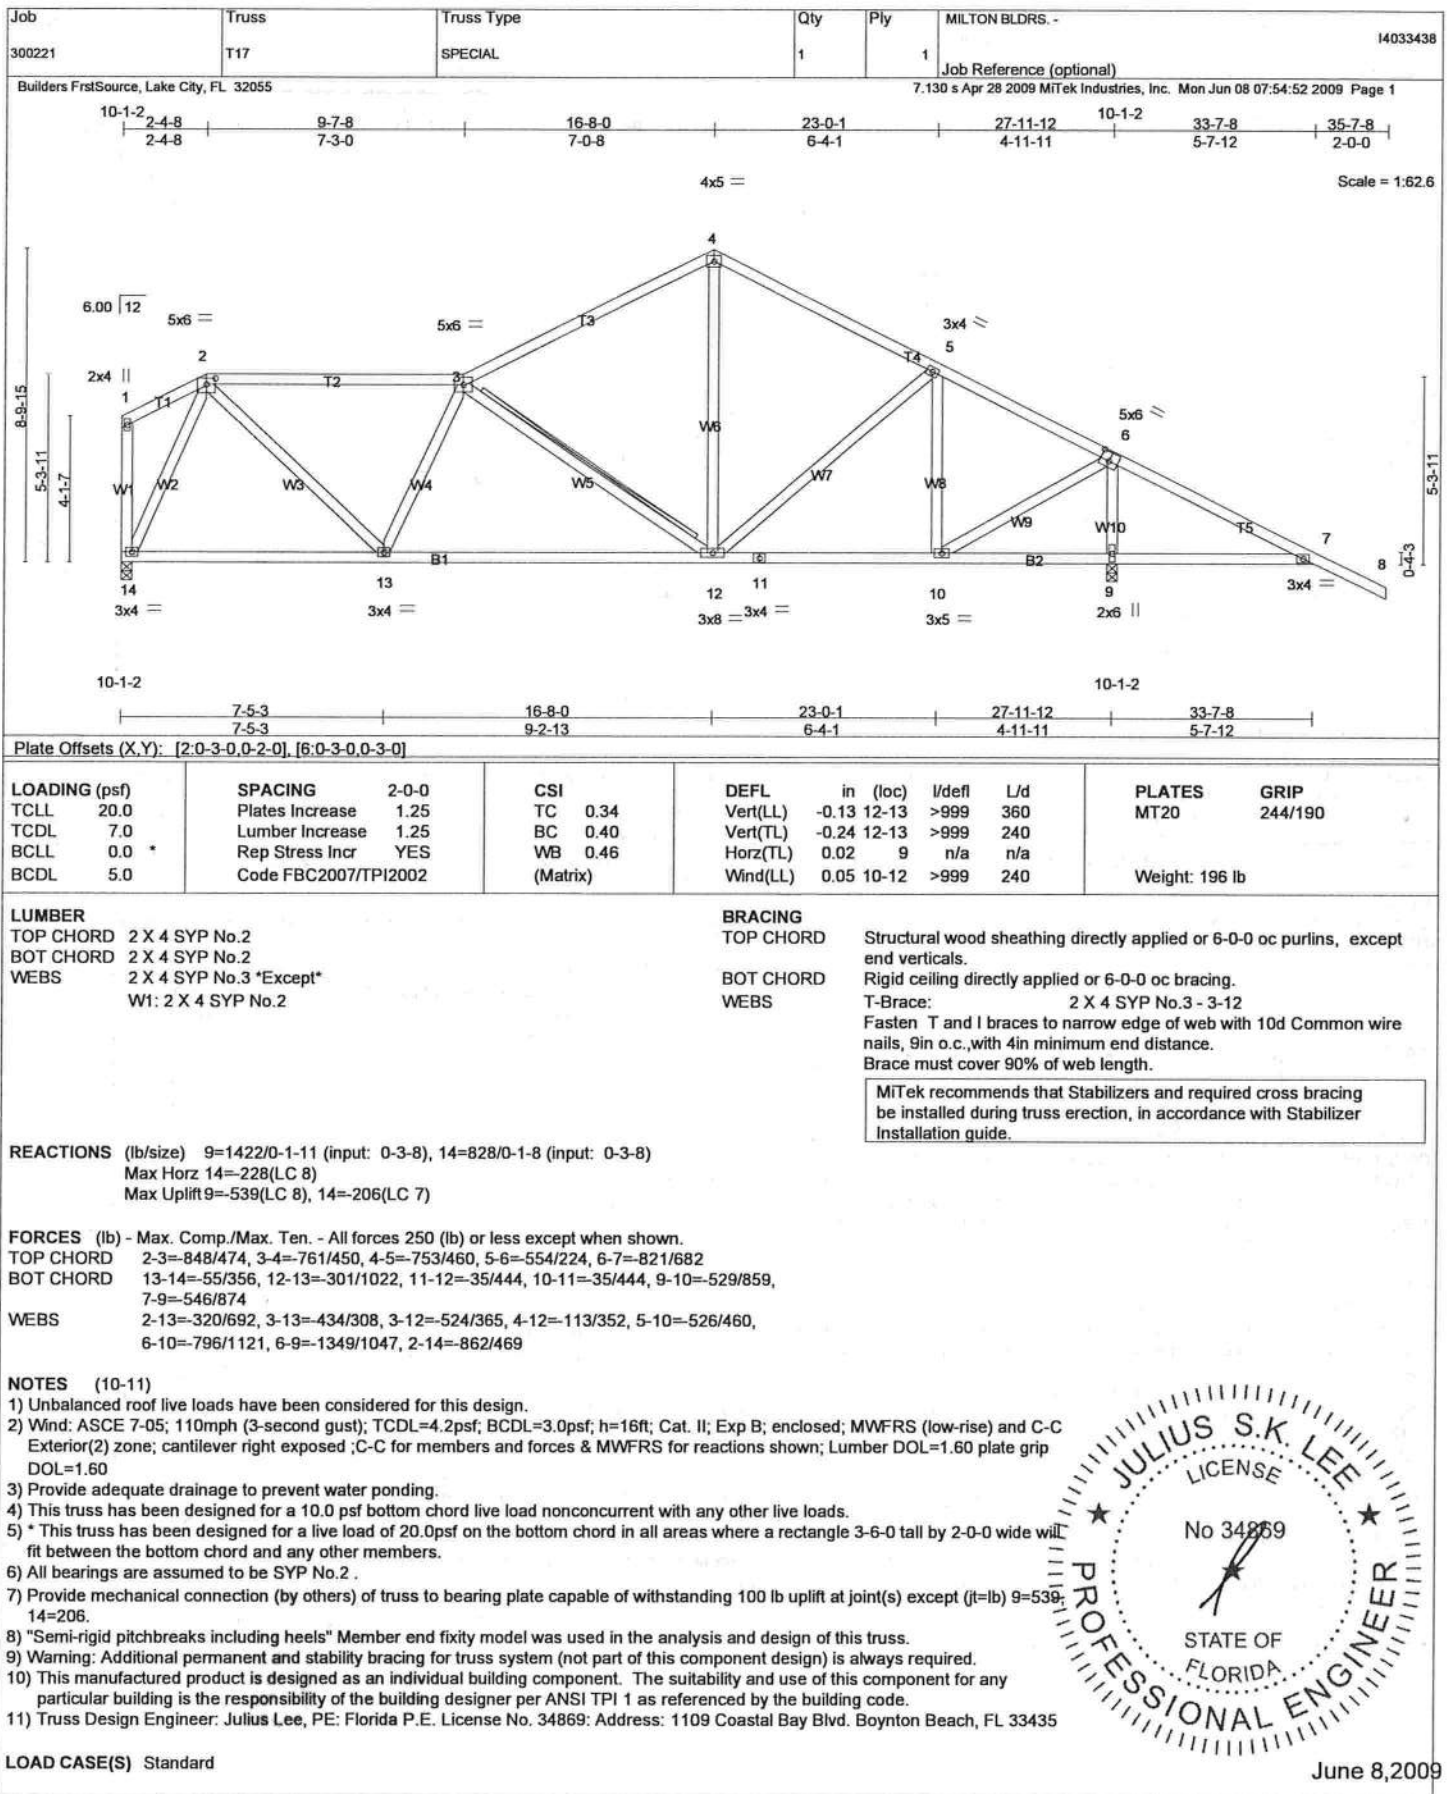 Job Truss Truss Type Qty Ply MILTON BLDRS. -
I4033438
300221 T17 SPECIAL 1 1
Job Reference (optional)
Builders FrstSource, Lake City, FL 32055 7.130 s Apr 28 2009 MiTek Industries, Inc. Mon Jun 08 07:54:52 2009 Page 1
10-1-2 2-4-8 9-7-8 16-8-0 23-0-1 27-11-12 10-1-2 33-7-8 35-7-8
2-4-8 7-3-0 7-0-8 6-4-1 4-11-11 5-7-12 2-0-0
4x5 =
Scale = 1:62.6
4
6.00 12
5x6 =
5x6 =
T3
3x4
5
T4
2
2x4 ||
1
T1
T2
3
8-9-15
5-3-11
4-1-7
5x6
6
W1
W2
W3
W4
W5
W6
W7
W8
W9
W10
T5
7
8
5-3-11
0-4-3
B1
B2
14
13
12
11
10
9
3x4 =
3x4 =
3x4 =
3x8 =
3x4 =
3x5 =
2x6 ||
10-1-2 10-1-2
7-5-3 16-8-0 23-0-1 27-11-12 33-7-8
7-5-3 9-2-13 6-4-1 4-11-11 5-7-12
Plate Offsets (X,Y): [2:0-3-0,0-2-0], [6:0-3-0,0-3-0]
LOADING (psf) SPACING 2-0-0 CSI DEFL in (loc) l/defl L/d PLATES GRIP
TCLL 20.0 Plates Increase 1.25 TC 0.34 Vert(LL) -0.13 12-13 >999 360 MT20 244/190
TCDL 7.0 Lumber Increase 1.25 BC 0.40 Vert(TL) -0.24 12-13 >999 240
BCLL 0.0 * Rep Stress Incr YES WB 0.46 Horz(TL) 0.02 9 n/a n/a
BCDL 5.0 Code FBC2007/TPI2002 (Matrix) Wind(LL) 0.05 10-12 >999 240 Weight: 196 lb
LUMBER
TOP CHORD 2 X 4 SYP No.2
BOT CHORD 2 X 4 SYP No.2
WEBS 2 X 4 SYP No.3 *Except*
W1: 2 X 4 SYP No.2
BRACING
TOP CHORD Structural wood sheathing directly applied or 6-0-0 oc purlins, except
end verticals.
BOT CHORD Rigid ceiling directly applied or 6-0-0 oc bracing.
WEBS T-Brace: 2 X 4 SYP No.3 - 3-12
Fasten T and I braces to narrow edge of web with 10d Common wire
nails, 9in o.c.,with 4in minimum end distance.
Brace must cover 90% of web length.
MiTek recommends that Stabilizers and required cross bracing
be installed during truss erection, in accordance with Stabilizer
Installation guide.
REACTIONS (lb/size) 9=1422/0-1-11 (input: 0-3-8), 14=828/0-1-8 (input: 0-3-8)
Max Horz 14=-228(LC 8)
Max Uplift9=-539(LC 8), 14=-206(LC 7)
FORCES (lb) - Max. Comp./Max. Ten. - All forces 250 (lb) or less except when shown.
TOP CHORD 2-3=-848/474, 3-4=-761/450, 4-5=-753/460, 5-6=-554/224, 6-7=-821/682
BOT CHORD 13-14=-55/356, 12-13=-301/1022, 11-12=-35/444, 10-11=-35/444, 9-10=-529/859,
7-9=-546/874
WEBS 2-13=-320/692, 3-13=-434/308, 3-12=-524/365, 4-12=-113/352, 5-10=-526/460,
6-10=-796/1121, 6-9=-1349/1047, 2-14=-862/469
NOTES (10-11)
1) Unbalanced roof live loads have been considered for this design.
2) Wind: ASCE 7-05; 110mph (3-second gust); TCDL=4.2psf; BCDL=3.0psf; h=16ft; Cat. II; Exp B; enclosed; MWFRS (low-rise) and C-C
Exterior(2) zone; cantilever right exposed ;C-C for members and forces & MWFRS for reactions shown; Lumber DOL=1.60 plate grip
DOL=1.60
3) Provide adequate drainage to prevent water ponding.
4) This truss has been designed for a 10.0 psf bottom chord live load nonconcurrent with any other live loads.
5) * This truss has been designed for a live load of 20.0psf on the bottom chord in all areas where a rectangle 3-6-0 tall by 2-0-0 wide will
fit between the bottom chord and any other members.
6) All bearings are assumed to be SYP No.2 .
7) Provide mechanical connection (by others) of truss to bearing plate capable of withstanding 100 lb uplift at joint(s) except (jt=lb) 9=539,
14=206.
8) "Semi-rigid pitchbreaks including heels" Member end fixity model was used in the analysis and design of this truss.
9) Warning: Additional permanent and stability bracing for truss system (not part of this component design) is always required.
10) This manufactured product is designed as an individual building component. The suitability and use of this component for any
particular building is the responsibility of the building designer per ANSI TPI 1 as referenced by the building code.
11) Truss Design Engineer: Julius Lee, PE: Florida P.E. License No. 34869: Address: 1109 Coastal Bay Blvd. Boynton Beach, FL 33435
LOAD CASE(S) Standard
JULIUS S.K. LEE
LICENSE
No 34869
STATE OF
FLORIDA
PROFESSIONAL ENGINEER
June 8,2009